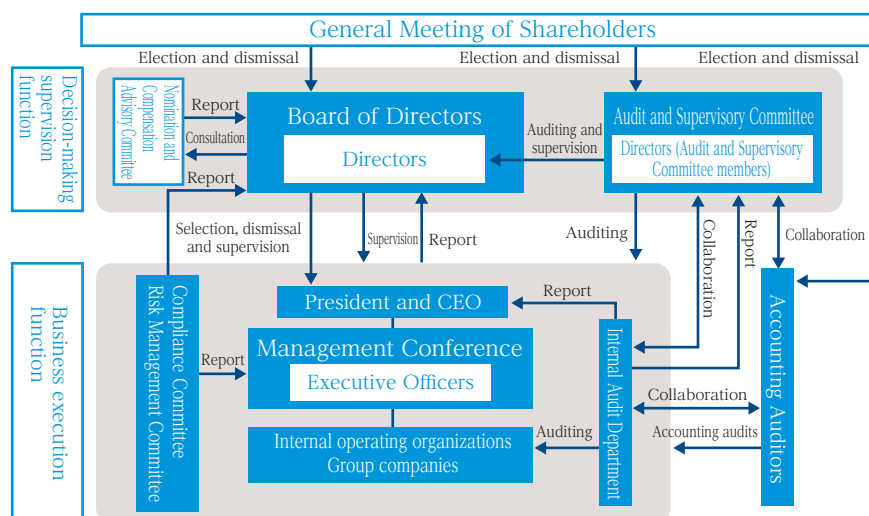 General Meeting of Shareholders
Election and dismissal
Election and dismissal
Election and dismissal
Decision-making
supervision
function
Nomination and
Compensation
Advisory Committee
Report
Consultation
Report
Board of Directors
Directors
Auditing and
supervision
Audit and Supervisory Committee
Directors (Audit and Supervisory
Committee members)
Selection, dismissal
and supervision
Supervision
Report
Auditing
Collaboration
Report
Collaboration
Business execution
function
Compliance Committee
Risk Management Committee
Report
President and CEO
Report
Management Conference
Executive Officers
Internal operating organizations
Group companies
Auditing
Internal Audit Department
Collaboration
Accounting audits
Accounting Auditors